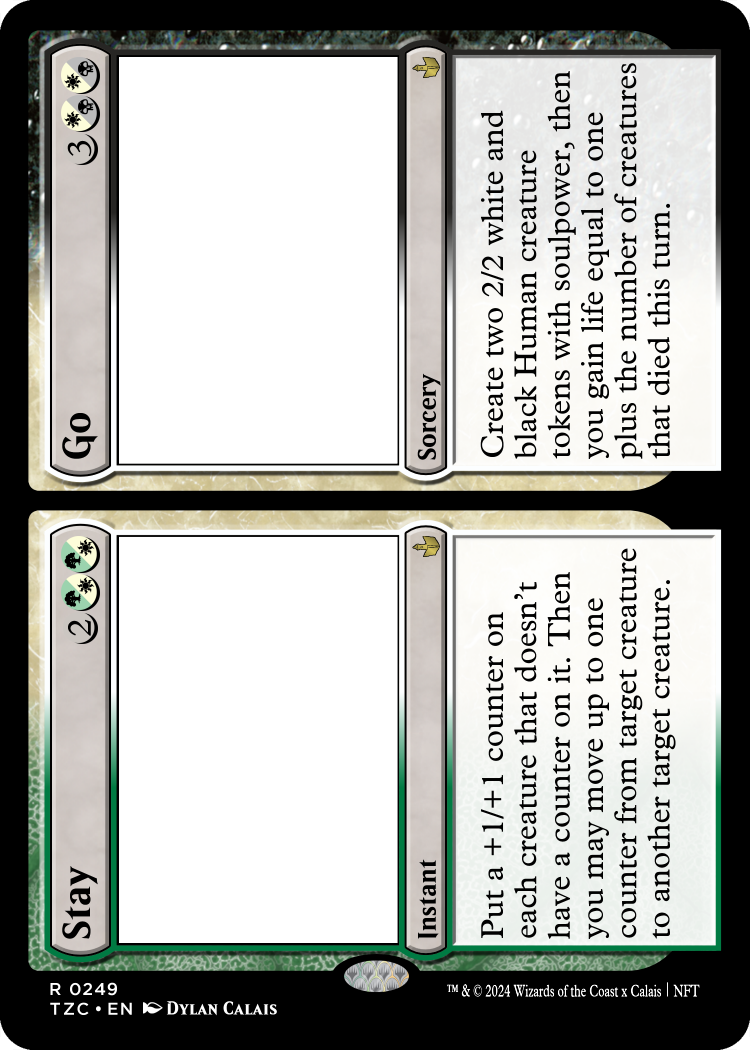 Stay 2
Instant
Put a +1/+1 counter on
each creature that doesn't
have a counter on it. Then
you may move up to one
counter from target creature
to another target creature.
Go 3
Sorcery
Create two 2/2 white and
black Human creature
tokens with soulpower, then
you gain life equal to one
plus the number of creatures
that died this turn.
R 0249
TZC • EN DYLAN CALAIS
™ & © 2024 Wizards of the Coast x Calais | NFT